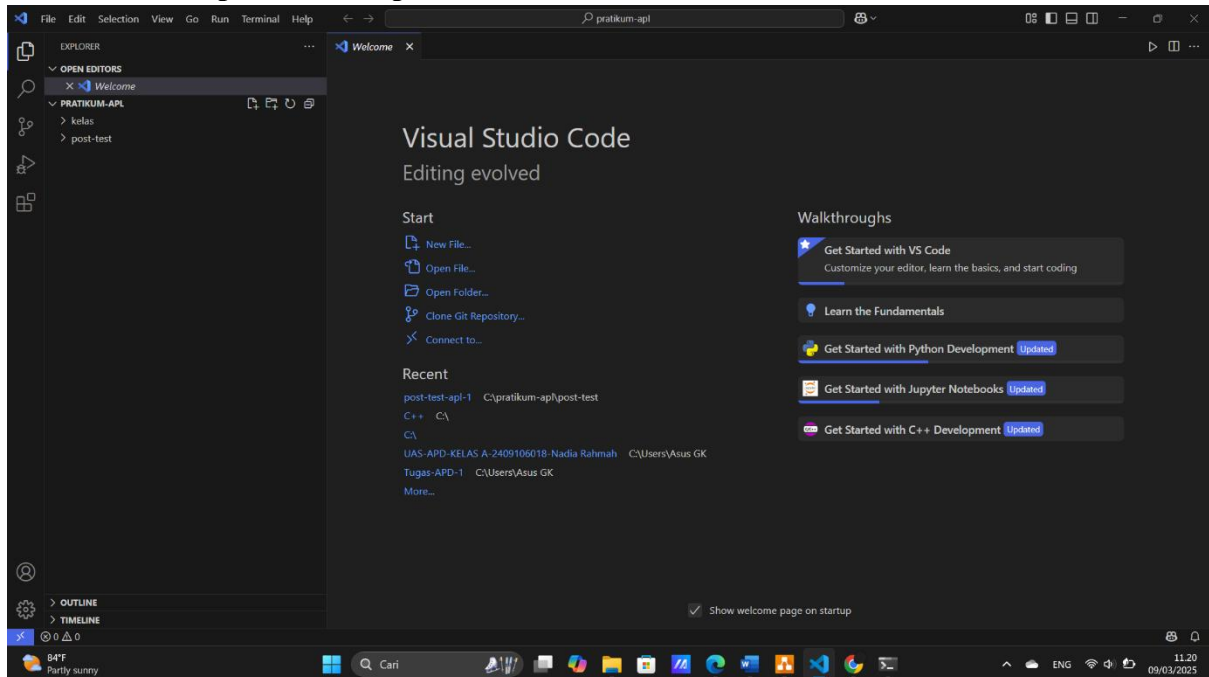 File Edit Selection View Go Run Terminal Help
pratikum-apl
EXPLORER
Welcome
OPEN EDITORS
Welcome
PRATIKUM-APL
kelas
post-test
Visual Studio Code
Editing evolved
Start
New File...
Open File...
Open Folder...
Clone Git Repository...
Connect to...
Recent
post-test-apl-1 C:\pratikum-apl\post-test
C++ C:\
C:\
UAS-APD-KELAS A-2409106018-Nadia Rahmah C:\Users\Asus GK
Tugas-APD-1 C:\Users\Asus GK
More...
Walkthroughs
Get Started with VS Code
Customize your editor, learn the basics, and start coding
Learn the Fundamentals
Get Started with Python Development Updated
Get Started with Jupyter Notebooks Updated
Get Started with C++ Development Updated
Show welcome page on startup
OUTLINE
TIMELINE
0 0
84°F
Partly sunny
Cari
ENG
11.20
09/03/2025